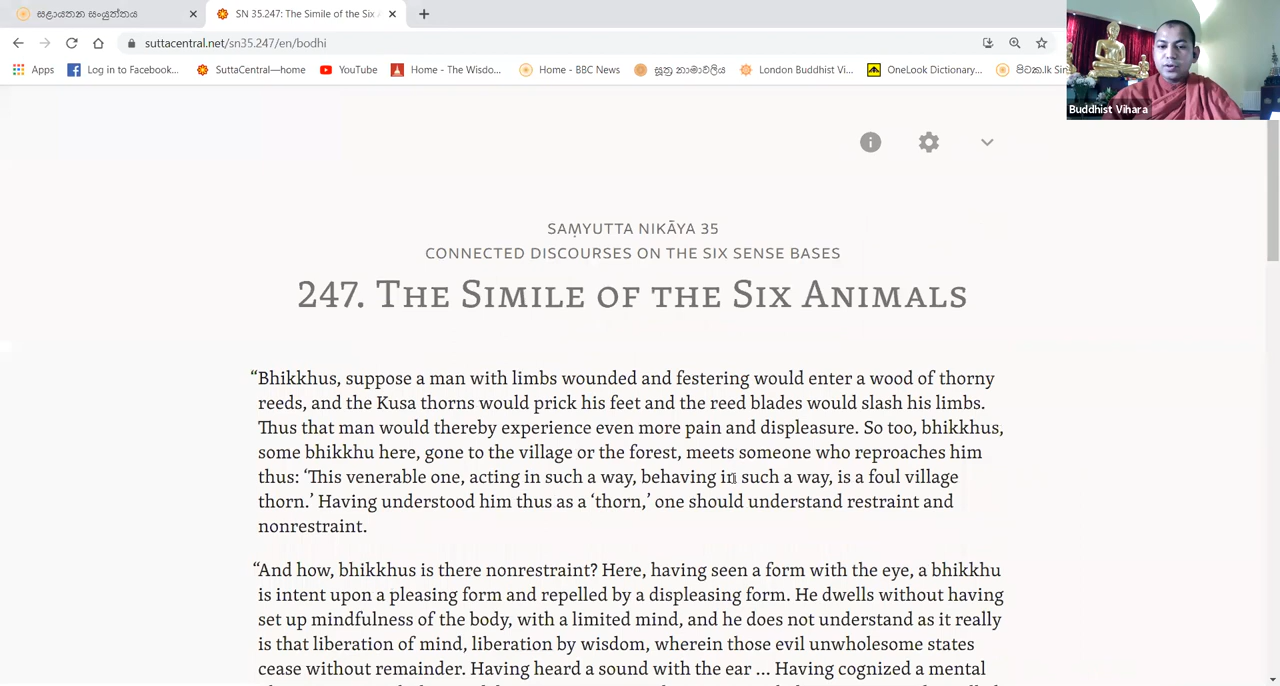 සළායතන සංයුත්තය
SN 35.247: The Simile of the Six A
suttacentral.net/sn35.247/en/bodhi
Apps
Log in to Facebook...
SuttaCentral—home
YouTube
Home - The Wisdo...
Home - BBC News
සූත්‍ර නාමාවලිය
London Buddhist Vi...
OneLook Dictionary...
පිටක.lk
Buddhist Vihara
SAṂYUTTA NIKĀYA 35
CONNECTED DISCOURSES ON THE SIX SENSE BASES
247. THE SIMILE OF THE SIX ANIMALS
“Bhikkhus, suppose a man with limbs wounded and festering would enter a wood of thorny
reeds, and the Kusa thorns would prick his feet and the reed blades would slash his limbs.
Thus that man would thereby experience even more pain and displeasure. So too, bhikkhus,
some bhikkhu here, gone to the village or the forest, meets someone who reproaches him
thus: ‘This venerable one, acting in such a way, behaving in such a way, is a foul village
thorn.’ Having understood him thus as a ‘thorn,’ one should understand restraint and
nonrestraint.
“And how, bhikkhus is there nonrestraint? Here, having seen a form with the eye, a bhikkhu
is intent upon a pleasing form and repelled by a displeasing form. He dwells without having
set up mindfulness of the body, with a limited mind, and he does not understand as it really
is that liberation of mind, liberation by wisdom, wherein those evil unwholesome states
cease without remainder. Having heard a sound with the ear ... Having cognized a mental